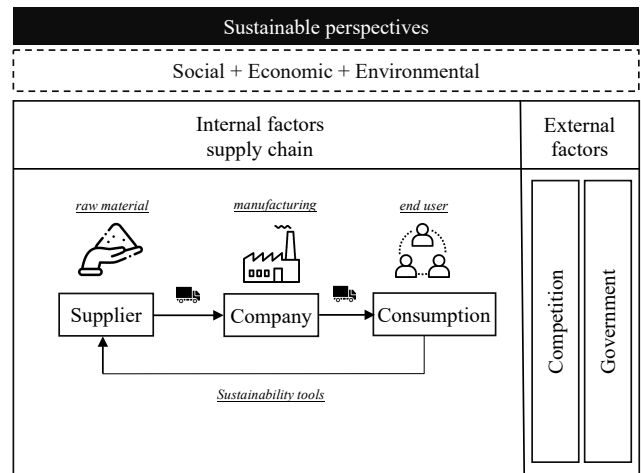 Sustainable perspectives
Social + Economic + Environmental
Internal factors
supply chain
External
factors
raw material
manufacturing
end user
Supplier
Company
Consumption
Sustainability tools
Competition
Government